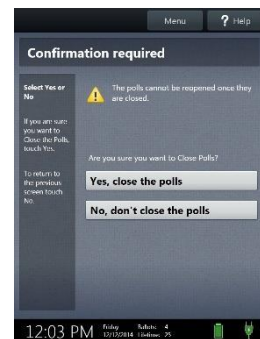 Menu
? Help
Confirmation required
Select Yes or
No
If you are sure
you want to
Close the Polls,
touch Yes.
To return to
the previous
screen touch
No.
The polls cannot be reopened once they
are closed.
Are you sure you want to Close Polls?
Yes, close the polls
No, don't close the polls
12:03 PM
Friday
12/12/2014
Ballots: 4
Lifetime: 25